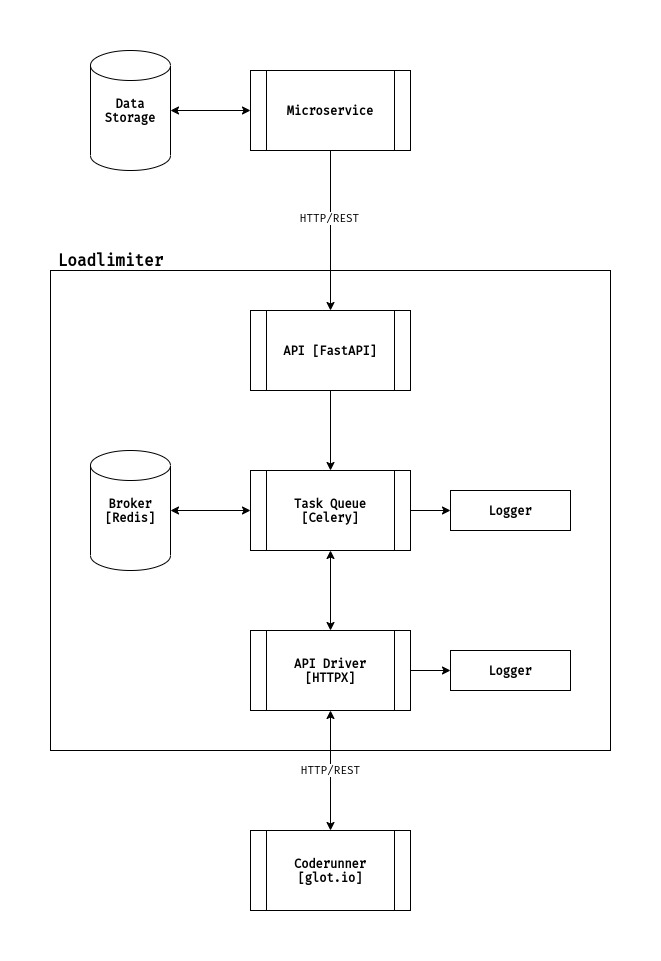 Data
Storage
Microservice
HTTP/REST
Loadlimiter
API [FastAPI]
Broker
[Redis]
Task Queue
[Celery]
Logger
API Driver
[HTTPX]
Logger
HTTP/REST
Coderunner
[glot.io]